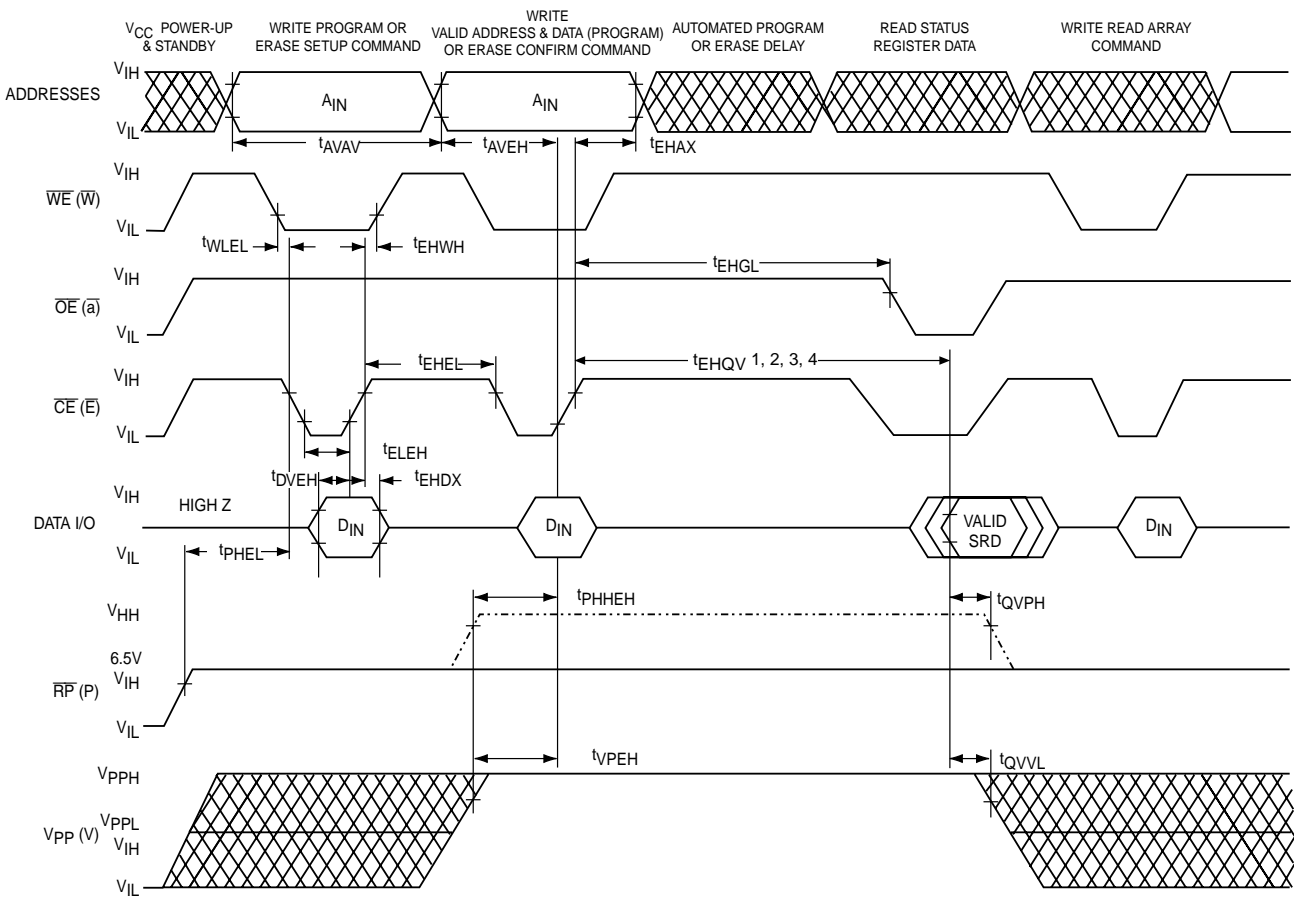 VCC POWER-UP & STANDBY
WRITE PROGRAM OR ERASE SETUP COMMAND
WRITE VALID ADDRESS & DATA (PROGRAM) OR ERASE CONFIRM COMMAND
AUTOMATED PROGRAM OR ERASE DELAY
READ STATUS REGISTER DATA
WRITE READ ARRAY COMMAND
VIH
ADDRESSES
AIN
AIN
VIL
tAVAV
tAVEH
tEHAX
VIH
W̅E̅ (W̅)
VIL
tWLEL
tEHWH
tEHGL
VIH
O̅E̅ (a̅)
VIL
tEHEL
tEHQV 1, 2, 3, 4
VIH
C̅E̅ (E̅)
VIL
tELEH
tDVEH
tEHDX
VIH
HIGH Z
DATA I/O
DIN
DIN
VALID SRD
DIN
VIL
tPHEL
tPHHEH
tQVPH
VHH
6.5V
VIH
R̅P̅ (P)
VIL
tVPEH
tQVVL
VPPH
VPP (V)
VPPL
VIH
VIL